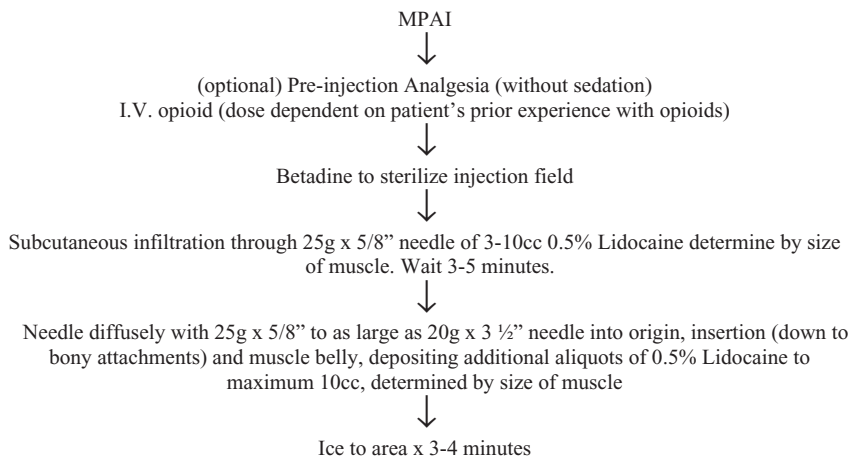 MPAI
(optional) Pre-injection Analgesia (without sedation)
I.V. opioid (dose dependent on patient’s prior experience with opioids)
Betadine to sterilize injection field
Subcutaneous infiltration through 25g x 5/8” needle of 3-10cc 0.5% Lidocaine determine by size
of muscle. Wait 3-5 minutes.
Needle diffusely with 25g x 5/8” to as large as 20g x 3 ½” needle into origin, insertion (down to
bony attachments) and muscle belly, depositing additional aliquots of 0.5% Lidocaine to
maximum 10cc, determined by size of muscle
Ice to area x 3-4 minutes